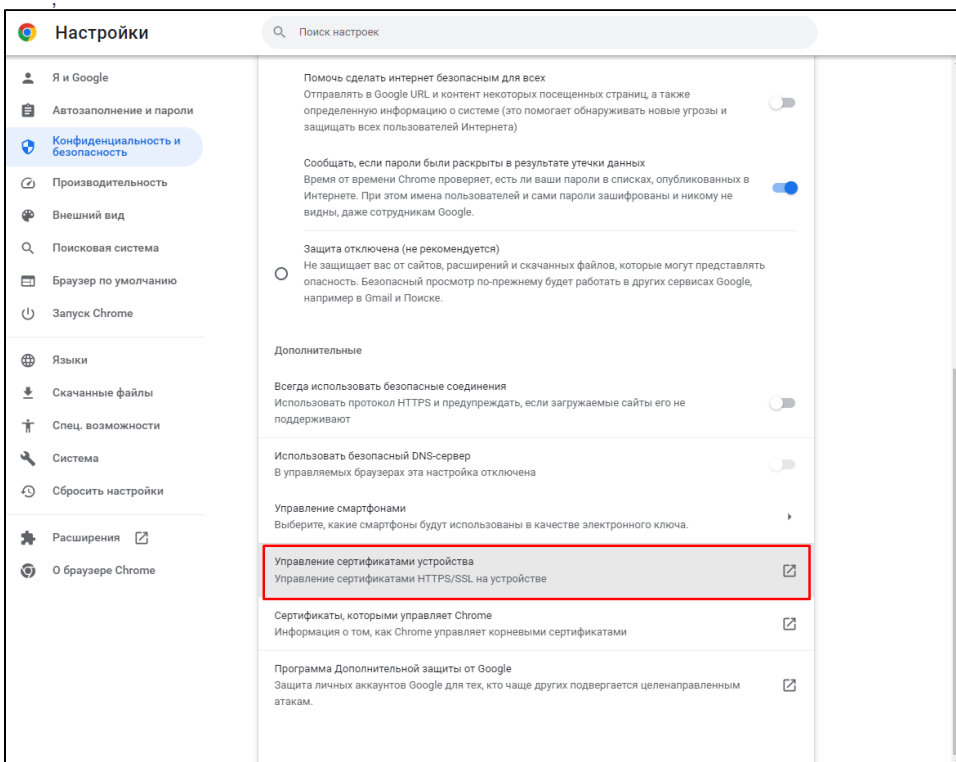 ,
Настройки
Поиск настроек
Я и Google
Автозаполнение и пароли
Конфиденциальность и
безопасность
Производительность
Внешний вид
Поисковая система
Браузер по умолчанию
Запуск Chrome
Языки
Скачанные файлы
Спец. возможности
Система
Сбросить настройки
Расширения
О браузере Chrome
Помочь сделать интернет безопасным для всех
Отправлять в Google URL и контент некоторых посещенных страниц, а также
определенную информацию о системе (это помогает обнаруживать новые угрозы и
защищать всех пользователей Интернета)
Сообщать, если пароли были раскрыты в результате утечки данных
Время от времени Chrome проверяет, есть ли ваши пароли в списках, опубликованных в
Интернете. При этом имена пользователей и сами пароли зашифрованы и никому не
видны, даже сотрудникам Google.
Защита отключена (не рекомендуется)
Не защищает вас от сайтов, расширений и скачанных файлов, которые могут представлять
опасность. Безопасный просмотр по-прежнему будет работать в других сервисах Google,
например в Gmail и Поиске.
Дополнительные
Всегда использовать безопасные соединения
Использовать протокол HTTPS и предупреждать, если загружаемые сайты его не
поддерживают
Использовать безопасный DNS-сервер
В управляемых браузерах эта настройка отключена
Управление смартфонами
Выберите, какие смартфоны будут использованы в качестве электронного ключа.
Управление сертификатами устройства
Управление сертификатами HTTPS/SSL на устройстве
Сертификаты, которыми управляет Chrome
Информация о том, как Chrome управляет корневыми сертификатами
Программа Дополнительной защиты от Google
Защита личных аккаунтов Google для тех, кто чаще других подвергается целенаправленным
атакам.